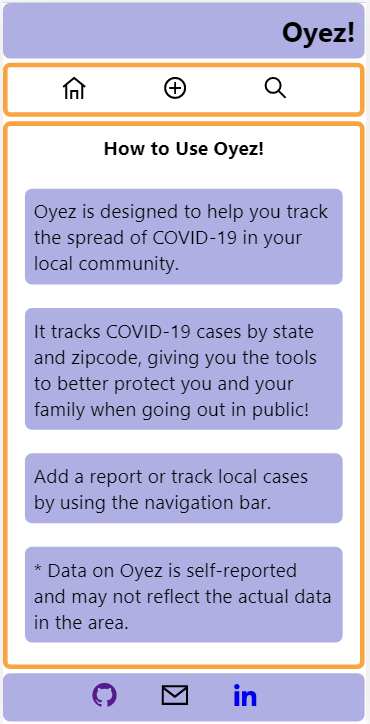 Oyez!
How to Use Oyez!
Oyez is designed to help you track
the spread of COVID-19 in your
local community.
It tracks COVID-19 cases by state
and zipcode, giving you the tools
to better protect you and your
family when going out in public!
Add a report or track local cases
by using the navigation bar.
* Data on Oyez is self-reported
and may not reflect the actual data
in the area.
in